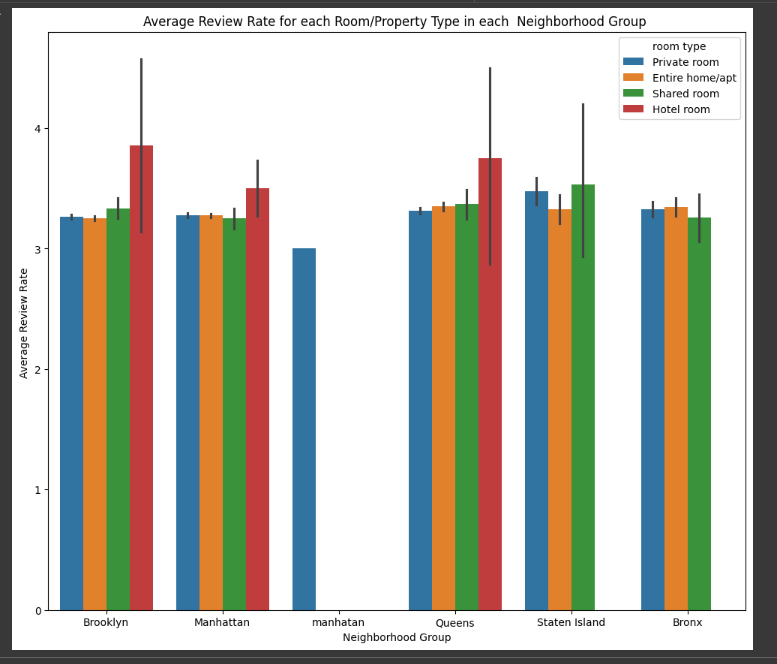 Average Review Rate for each Room/Property Type in each  Neighborhood Group
room type
Private room
Entire home/apt
Shared room
Hotel room
Average Review Rate
4
3
2
1
0
Brooklyn Manhattan manhatan Queens Staten Island Bronx
Neighborhood Group